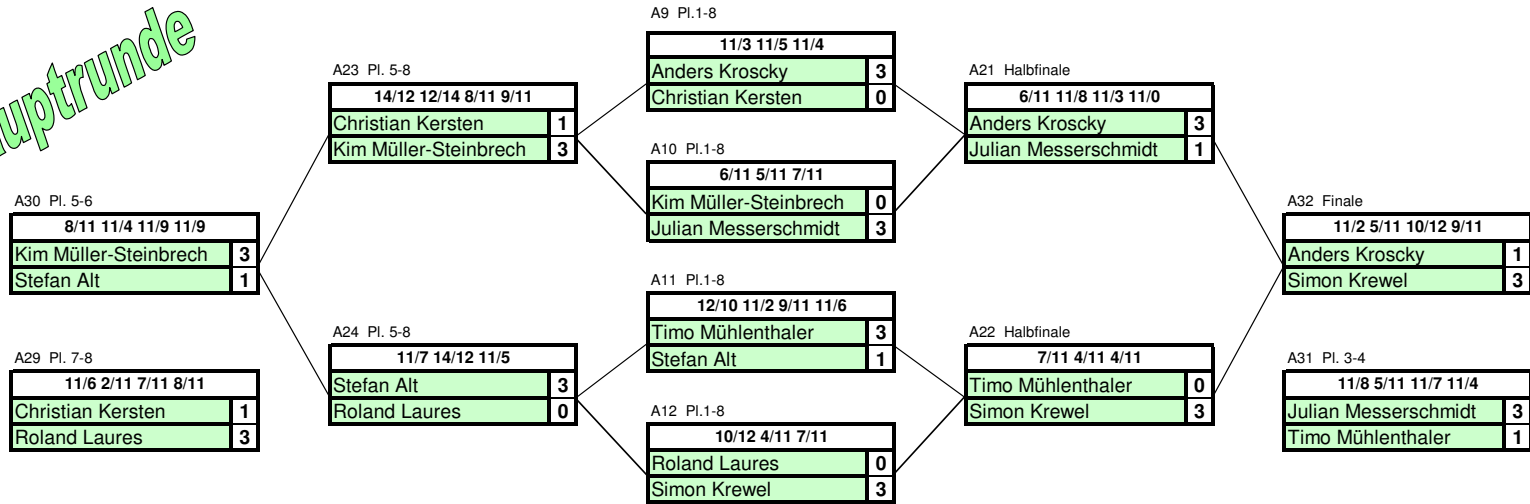 uptrunde
A30 Pl. 5-6
8/11 11/4 11/9 11/9
Kim Müller-Steinbrech 3
Stefan Alt 1
A29 Pl. 7-8
11/6 2/11 7/11 8/11
Christian Kersten 1
Roland Laures 3
A23 Pl. 5-8
14/12 12/14 8/11 9/11
Christian Kersten 1
Kim Müller-Steinbrech 3
A24 Pl. 5-8
11/7 14/12 11/5
Stefan Alt 3
Roland Laures 0
A9 Pl.1-8
11/3 11/5 11/4
Anders Kroscky 3
Christian Kersten 0
A10 Pl.1-8
6/11 5/11 7/11
Kim Müller-Steinbrech 0
Julian Messerschmidt 3
A11 Pl.1-8
12/10 11/2 9/11 11/6
Timo Mühlenthaler 3
Stefan Alt 1
A12 Pl.1-8
10/12 4/11 7/11
Roland Laures 0
Simon Krewel 3
A21 Halbfinale
6/11 11/8 11/3 11/0
Anders Kroscky 3
Julian Messerschmidt 1
A22 Halbfinale
7/11 4/11 4/11
Timo Mühlenthaler 0
Simon Krewel 3
A32 Finale
11/2 5/11 10/12 9/11
Anders Kroscky 1
Simon Krewel 3
A31 Pl. 3-4
11/8 5/11 11/7 11/4
Julian Messerschmidt 3
Timo Mühlenthaler 1